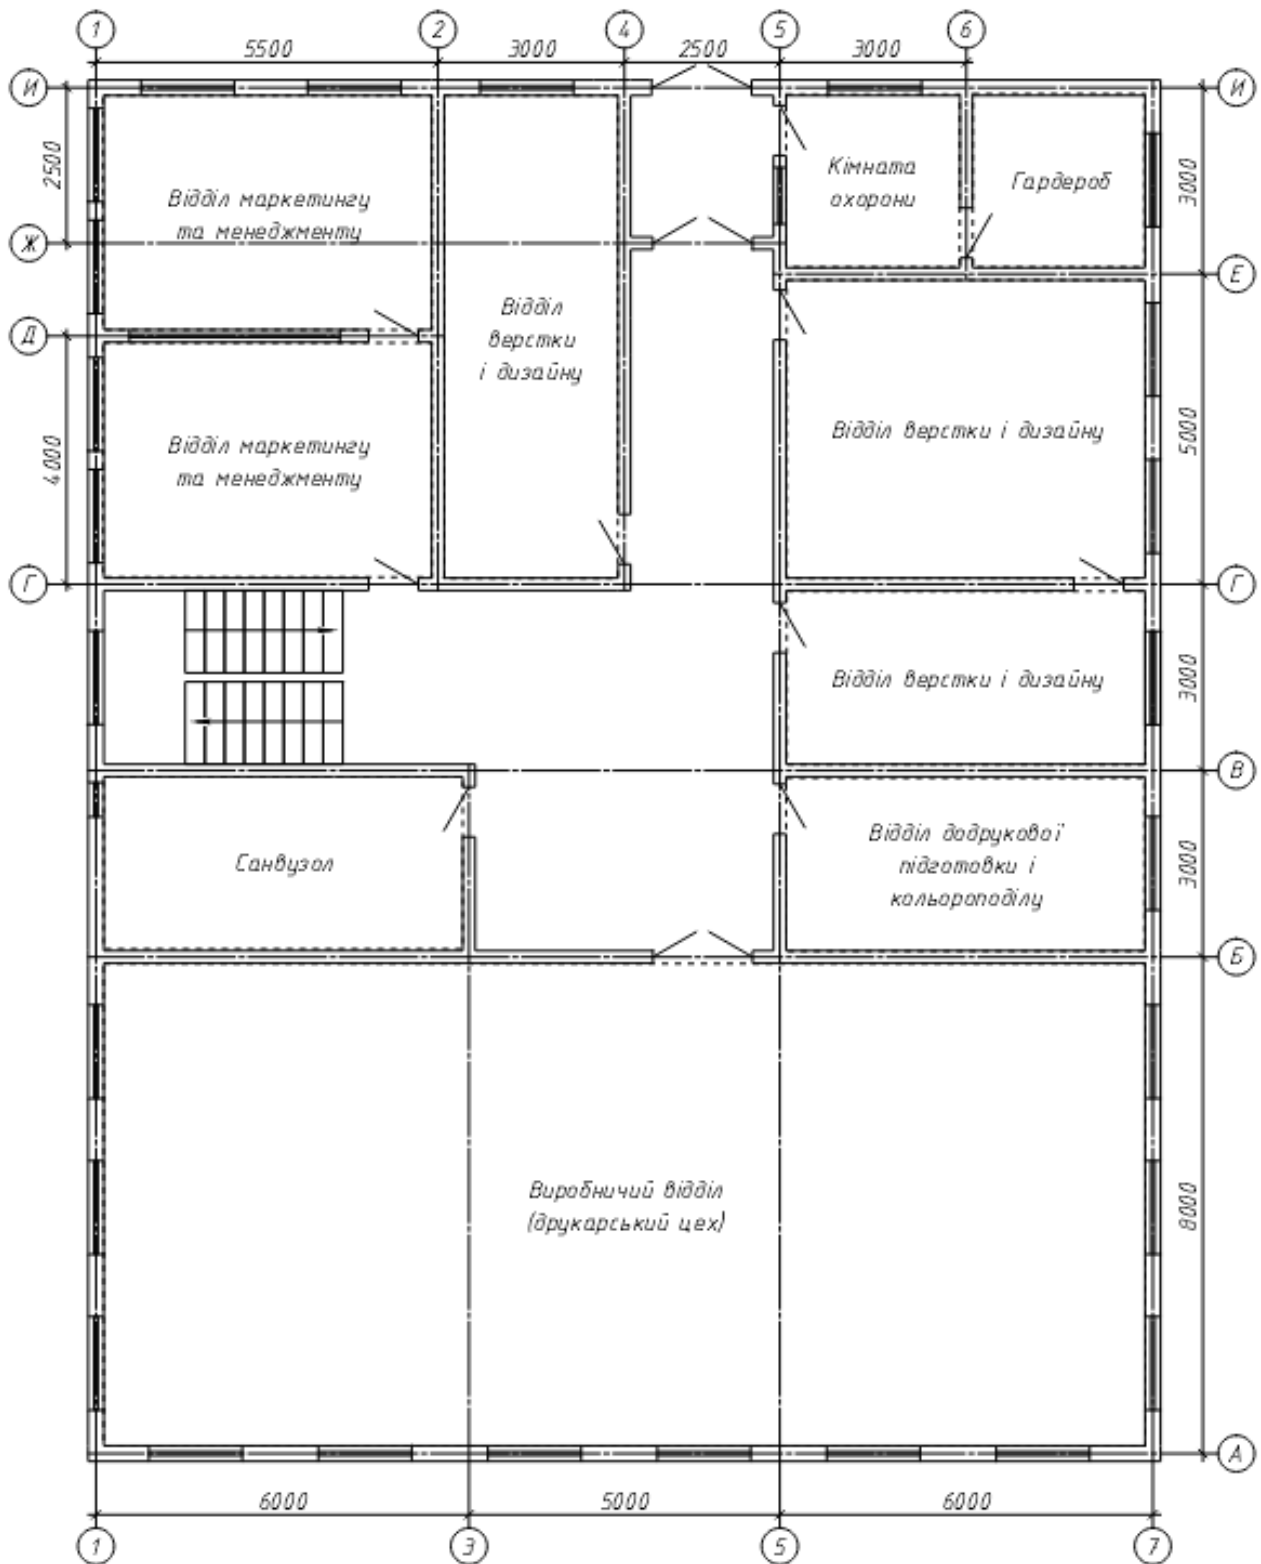 1 2 4 5 6
5500 3000 2500 3000
И И
2500
3000
Кімната
охорони
Гардероб
Відділ маркетингу
та менеджменту
Ж
Е
Відділ
верстки
і дизайну
Д
4000
5000
Відділ верстки і дизайну
Відділ маркетингу
та менеджменту
Г Г
3000
Відділ верстки і дизайну
В
3000
Санвузол
Відділ додрукової
підготовки і
кольороподілу
Б
8000
Виробничий відділ
(друкарський цех)
А
6000 5000 6000
1 3 5 7